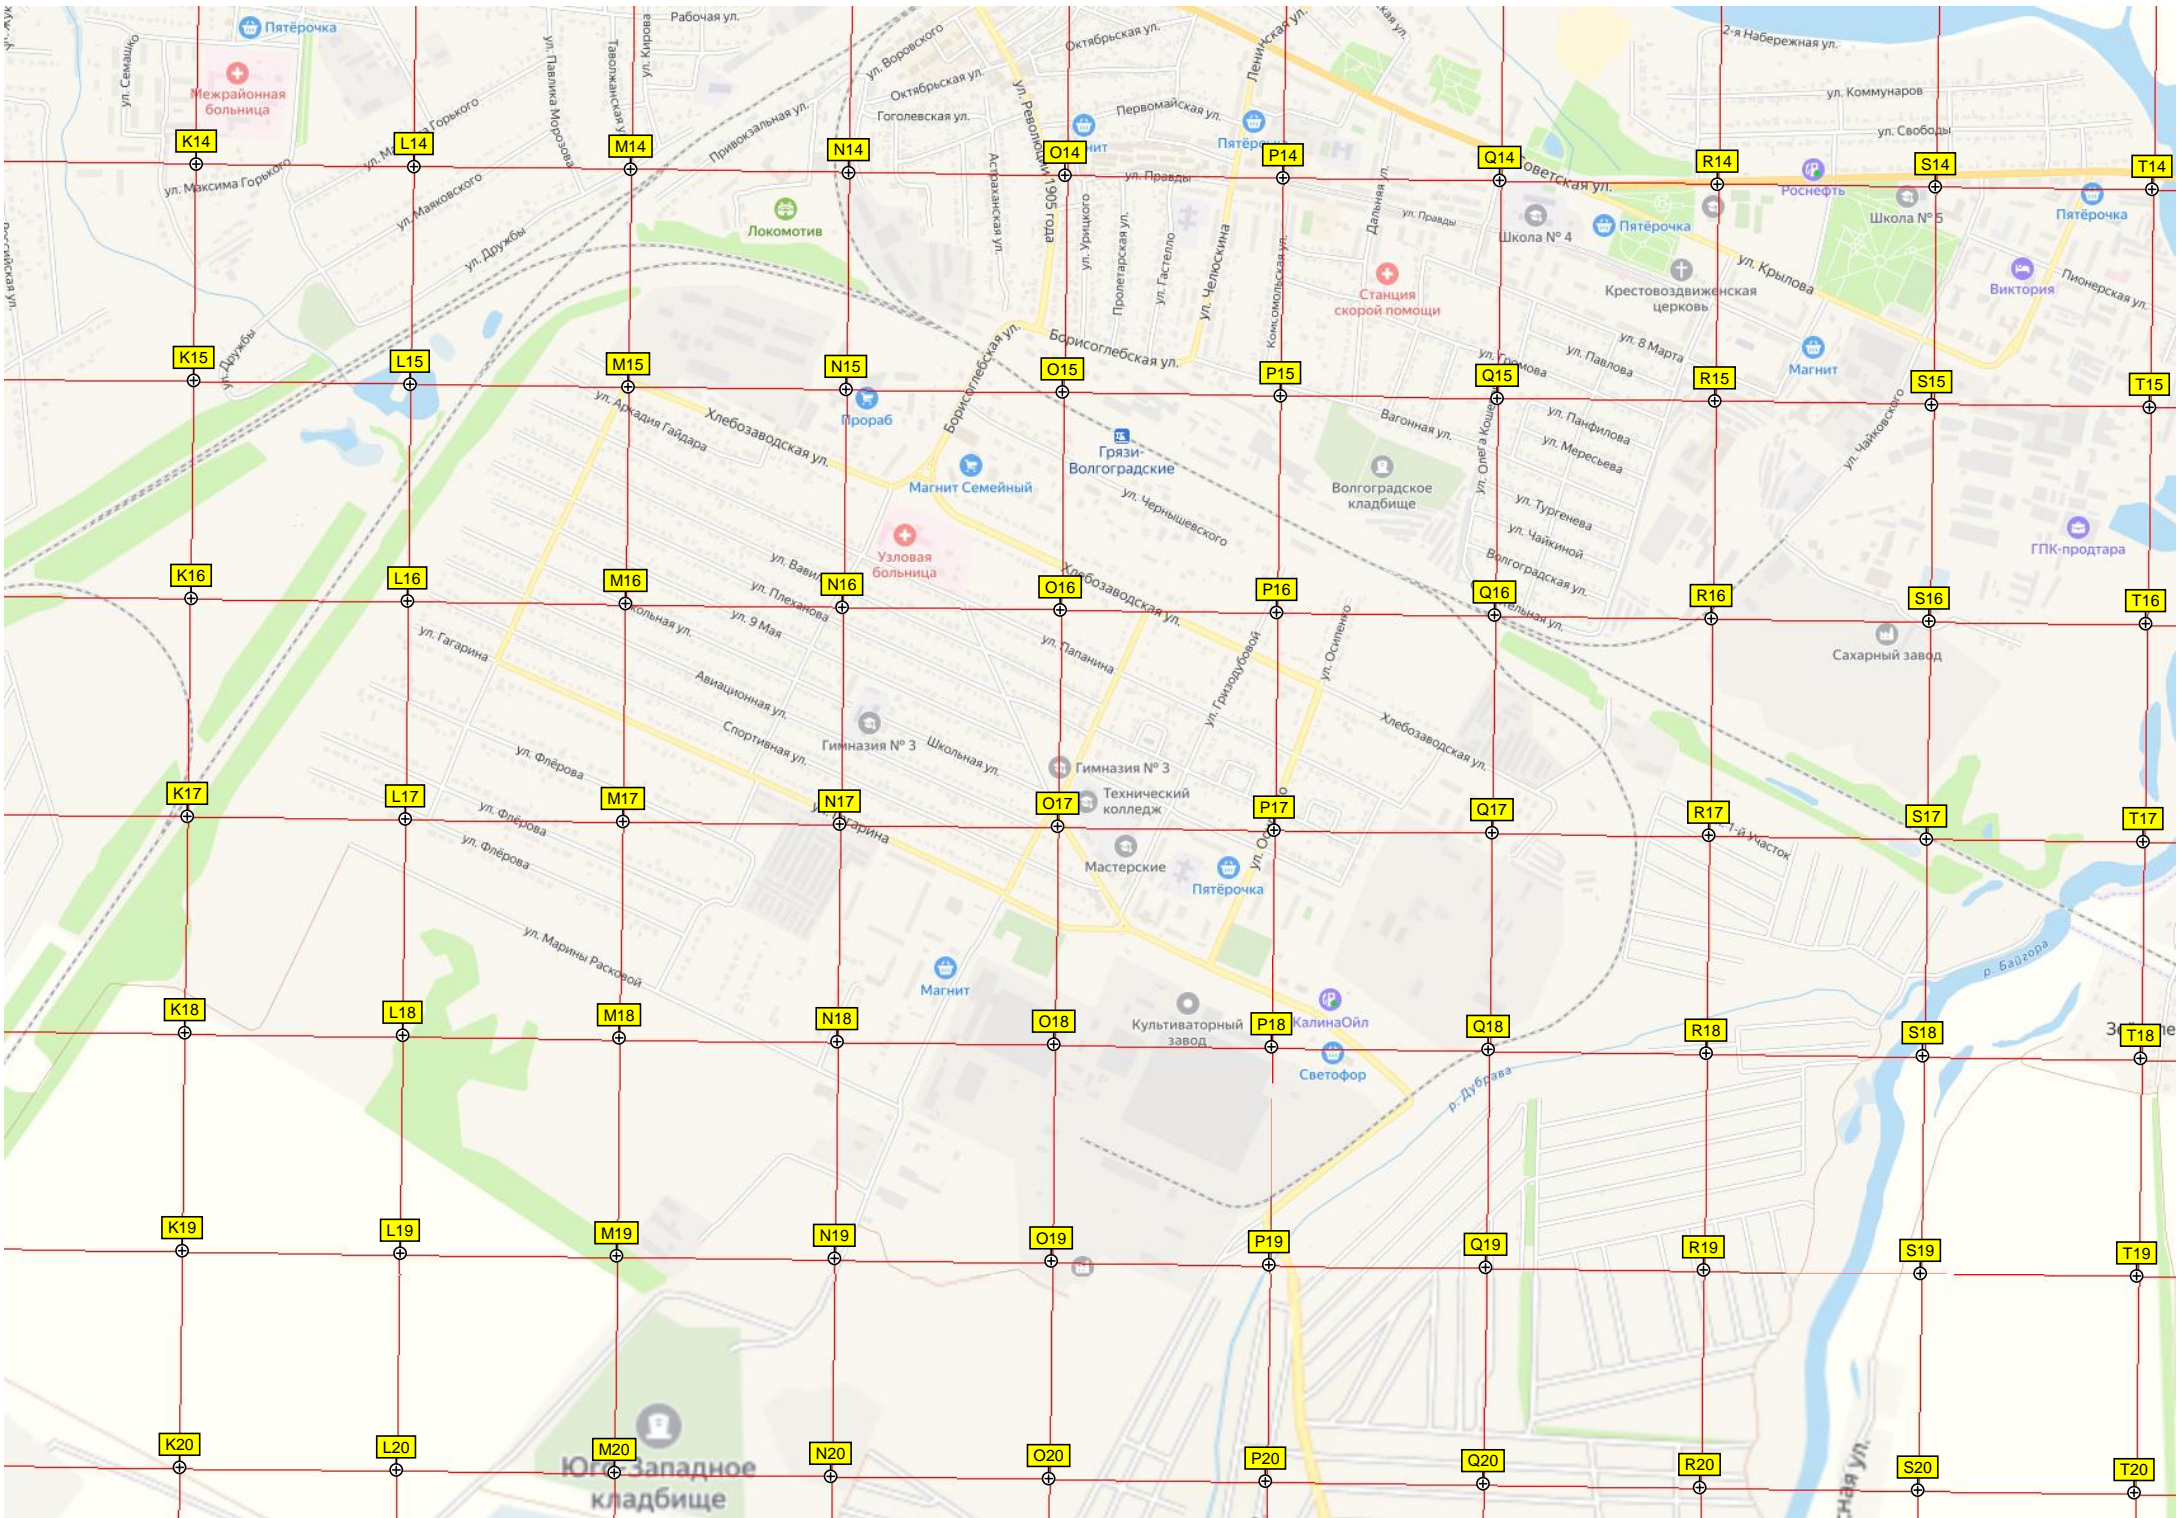 Пятёрочка
Рабочая ул.
ул. Кирова
Таволжанская у
ул. Павлика Морозова
ул. Семашко
Межрайонная
больница
ул. Воровского
Октябрьская ул.
Октябрьская ул.
Гоголевская ул.
Привокзальная ул.
ул. Революции 1905 года
Первомайская ул.
Ленинская ул.
2-я Набережная ул.
ул. Коммунаров
ул. Свободы
K14
L14
M14
N14
O14
P14
Q14
R14
S14
T14
ул. Максима Горького
ул. Маяковского
ул. Дружбы
ул. Дружбы
Российская ул.
Локомотив
Астраханская ул.
ул. Урицкого
Пролетарская ул.
ул. Гастелло
ул. Челюскина
Комсомольская ул.
ул. Правды
ул. Правды
Дальная ул.
Школа № 4
Пятёрочка
Роснефть
Школа № 5
Пятёрочка
Станция
скорой помощи
Крестовоздвиженская
церковь
ул. Крылова
Виктория
Пионерская ул.
Борисоглебская ул.
Борисоглебская ул.
ул. 8 Марта
ул. Павлова
ул. Громова
Магнит
K15
L15
M15
N15
O15
P15
Q15
R15
S15
T15
ул. Аркадия Гайдара
Хлебозаводская ул.
Прораб
Магнит Семейный
Грязи-
Волгоградские
ул. Чернышевского
Вагонная ул.
Волгоградское
кладбище
ул. Панфилова
ул. Мересьева
ул. Тургенева
ул. Чайкиной
Волгоградская ул.
ул. Чайковского
ГПК-продтара
Узловая
больница
Хлебозаводская ул.
K16
L16
M16
N16
O16
P16
Q16
R16
S16
T16
ул. Плеханова
ул. 9 Мая
ул. Гагарина
ул. Папанина
ул. Гризодубовой
ул. Осипенко
Сахарный завод
Авиационная ул.
Спортивная ул.
Гимназия № 3
Школьная ул.
Гимназия № 3
Технический
колледж
Хлебозаводская ул.
ул. Флёрова
K17
L17
M17
N17
O17
P17
Q17
R17
S17
T17
ул. Флёрова
ул. Флёрова
1-й Участок
Мастерские
Пятёрочка
ул. Марины Расковой
Магнит
Культиваторный
завод
КалинаОйл
Светофор
р. Дубрава
р. Байгора
K18
L18
M18
N18
O18
P18
Q18
R18
S18
T18
K19
L19
M19
N19
O19
P19
Q19
R19
S19
T19
Юго-Западное
кладбище
K20
L20
M20
N20
O20
P20
Q20
R20
S20
T20
сная ул.